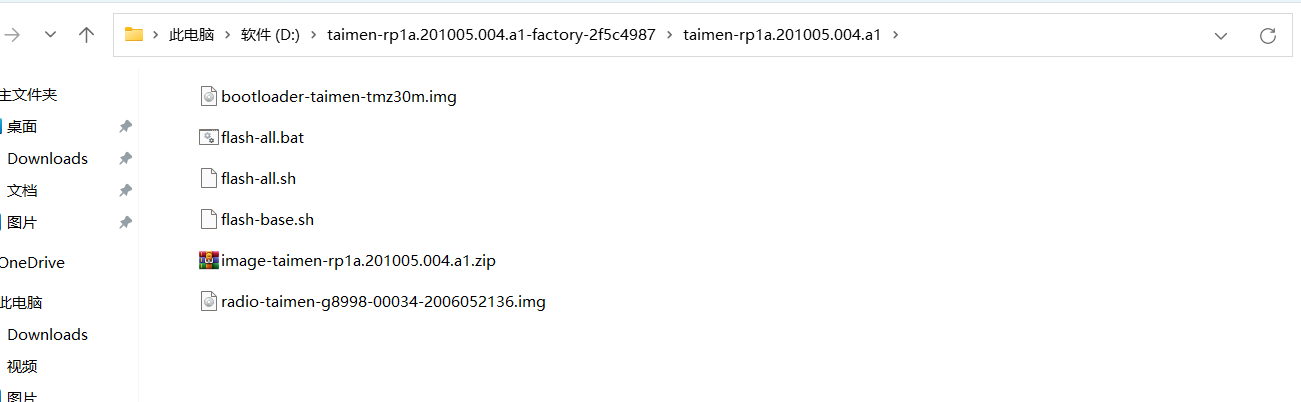 此电脑 软件 (D:) taimen-rp1a.201005.004.a1-factory-2f5c4987 taimen-rp1a.201005.004.a1
主文件夹
桌面
Downloads
文档
图片
OneDrive
此电脑
Downloads
视频
图片
bootloader-taimen-tmz30m.img
flash-all.bat
flash-all.sh
flash-base.sh
image-taimen-rp1a.201005.004.a1.zip
radio-taimen-g8998-00034-2006052136.img